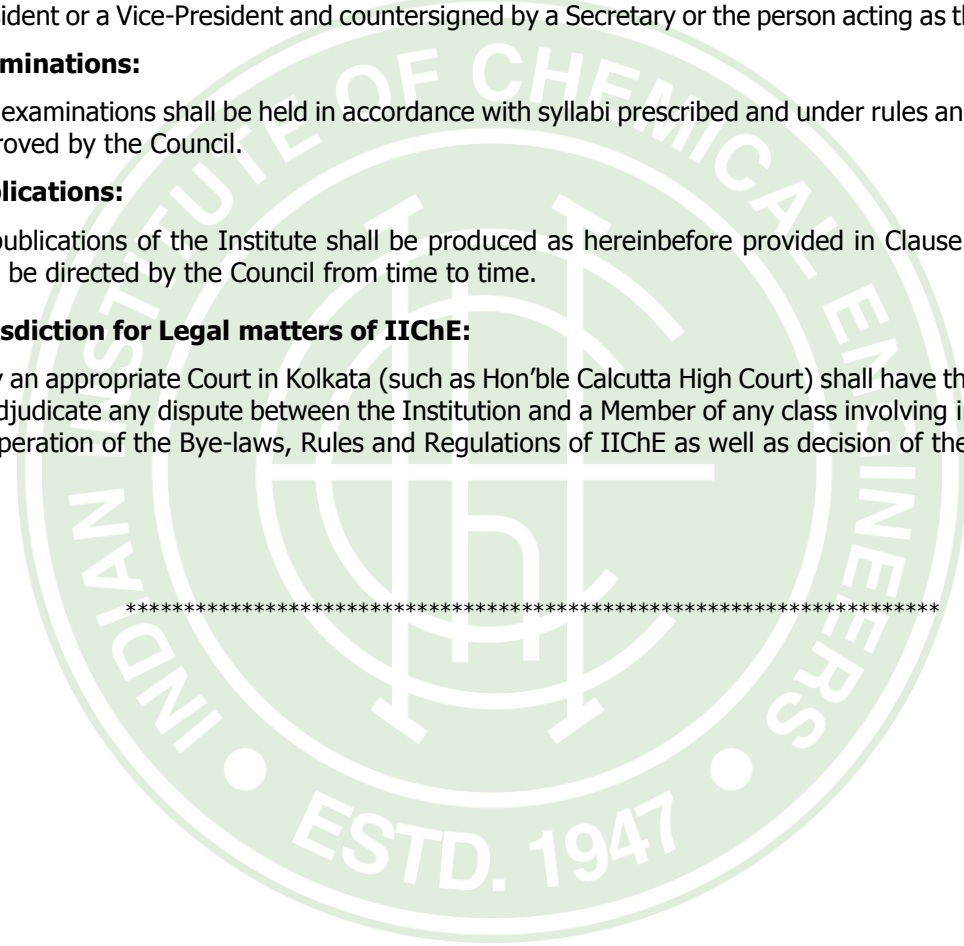 sident or a Vice-President and countersigned by a Secretary or the person acting as th
minations:
examinations shall be held in accordance with syllabi prescribed and under rules an
roved by the Council.
lications:
publications of the Institute shall be produced as hereinbefore provided in Clause
be directed by the Council from time to time.
sdiction for Legal matters of IIChE:
y an appropriate Court in Kolkata (such as Hon’ble Calcutta High Court) shall have th
djudicate any dispute between the Institution and a Member of any class involving i
peration of the Bye-laws, Rules and Regulations of IIChE as well as decision of the
**********************************************************************
INDIAN INSTITUTE OF CHEMICAL ENGINEERS
ESTD. 1947